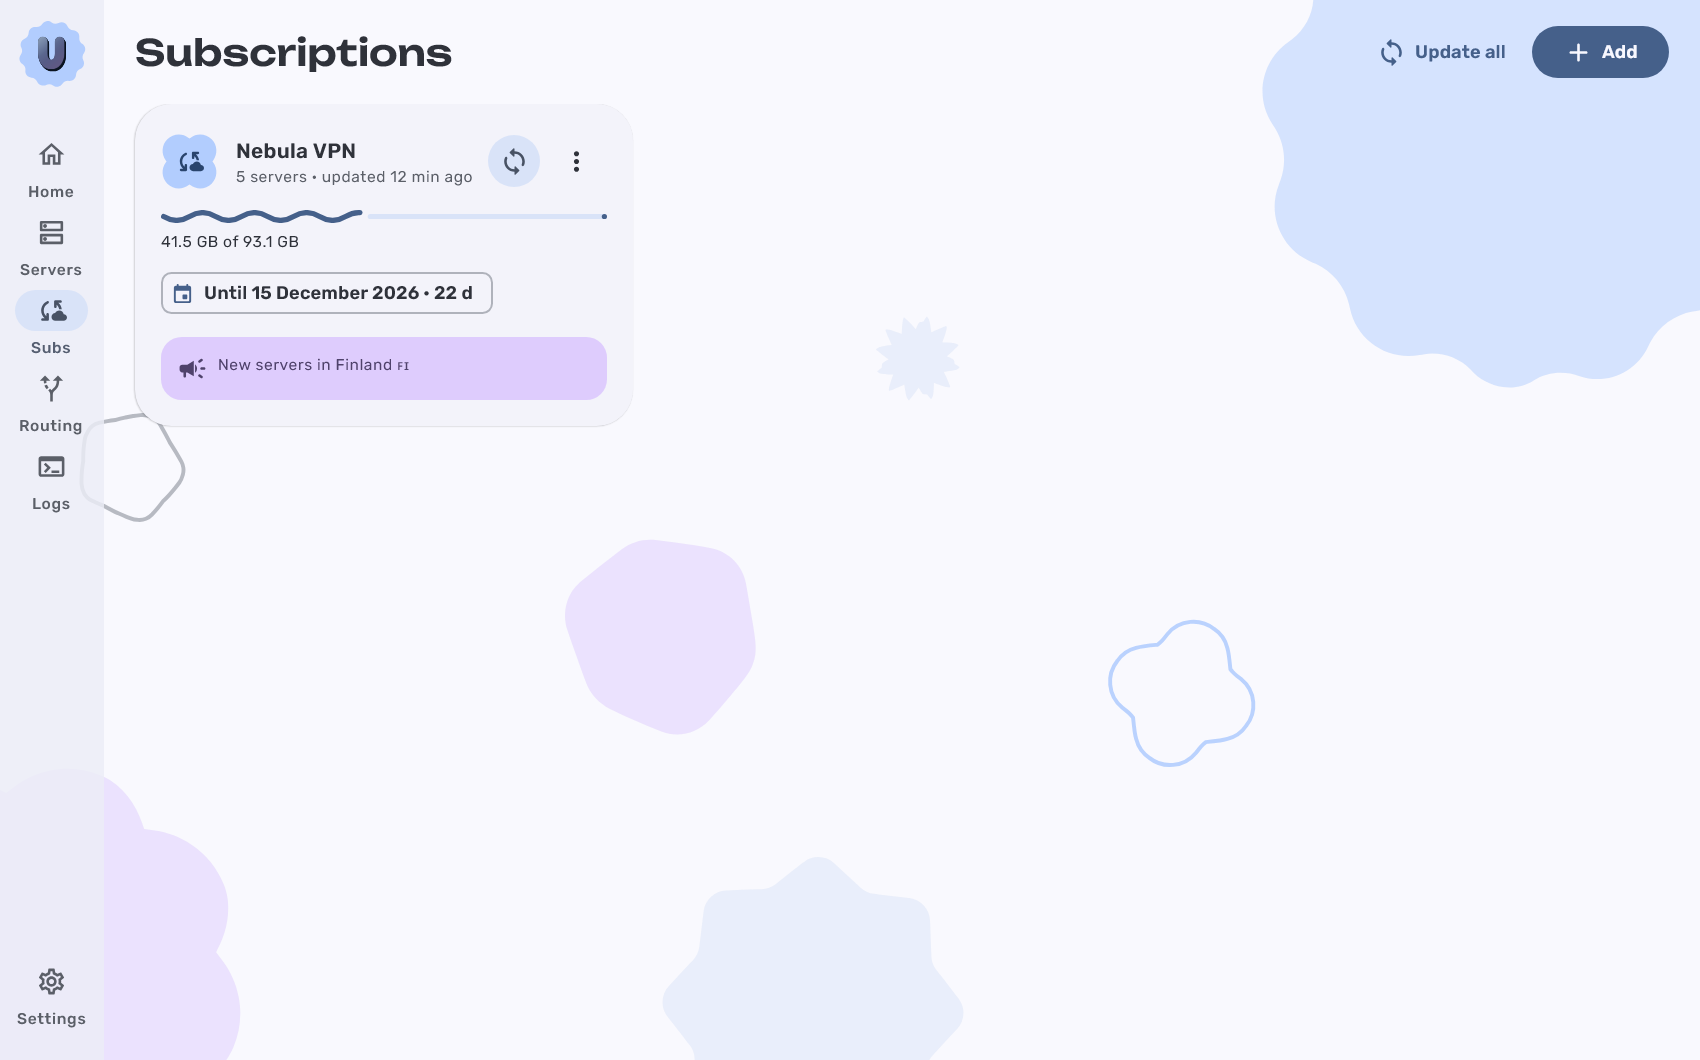 U
Subscriptions
Update all
Add
Home
Servers
Subs
Routing
Logs
Settings
Nebula VPN
5 servers • updated 12 min ago
41.5 GB of 93.1 GB
Until 15 December 2026 • 22 d
New servers in Finland FI